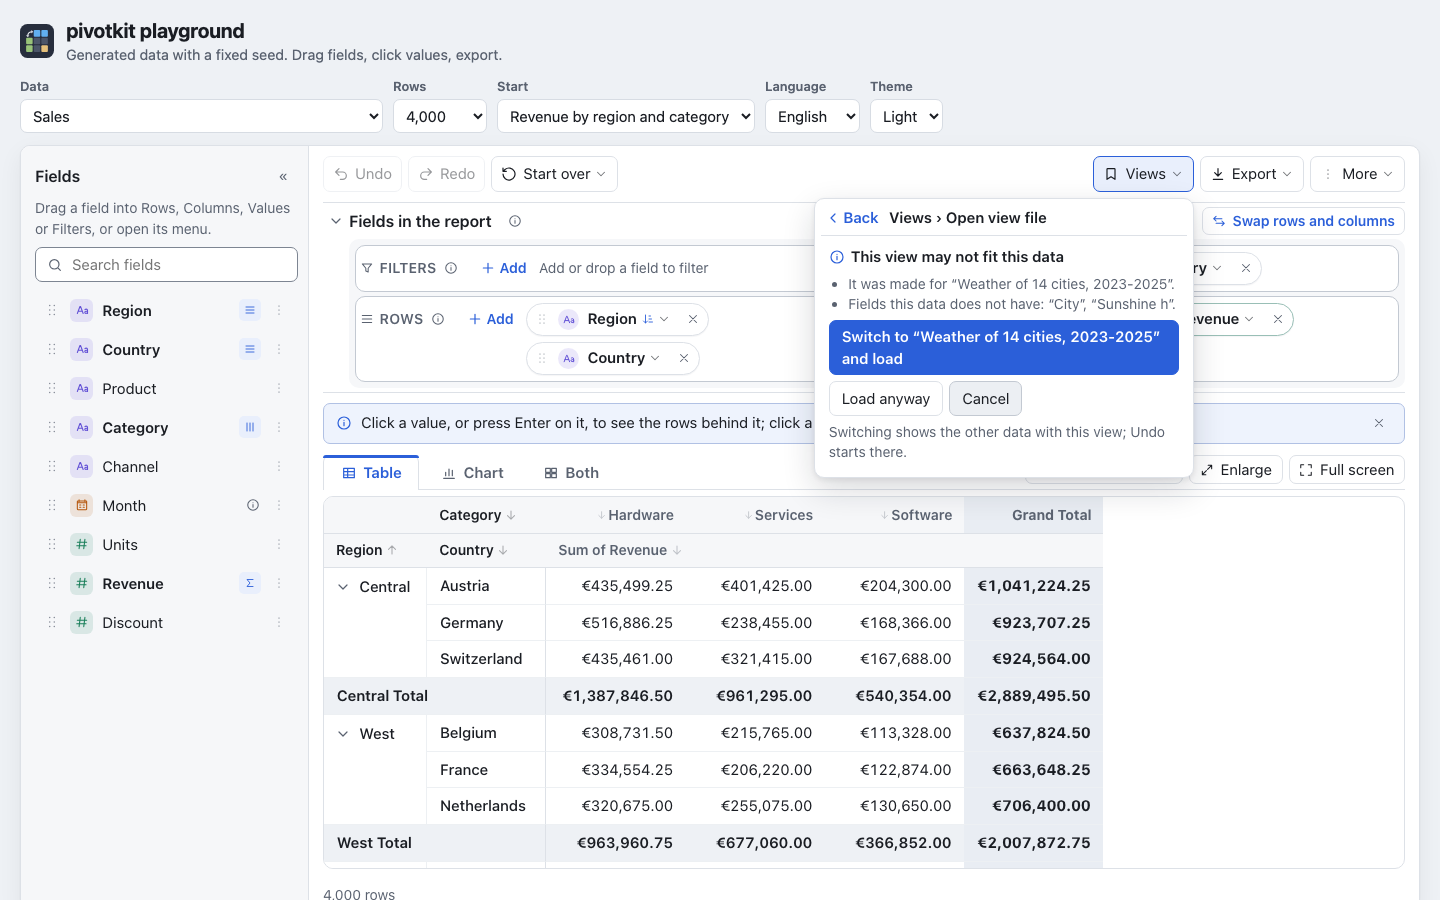 pivotkit playground
Generated data with a fixed seed. Drag fields, click values, export.
Data
Rows
Start
Language
Theme
Sales
4,000
Revenue by region and category
English
Light
Fields
«
Drag a field into Rows, Columns, Values
or Filters, or open its menu.
Search fields
Aa Region
Aa Country
Aa Product
Aa Category
Aa Channel
Month
# Units
# Revenue Σ
# Discount
Undo
Redo
Start over
Views
Export
More
Fields in the report
Swap rows and columns
FILTERS
+ Add
Add or drop a field to filter
ROWS
+ Add
Aa Region
Aa Country
Back
Views › Open view file
This view may not fit this data
• It was made for “Weather of 14 cities, 2023-2025”.
• Fields this data does not have: “City”, “Sunshine h”.
Switch to “Weather of 14 cities, 2023-2025”
and load
Load anyway
Cancel
Switching shows the other data with this view; Undo
starts there.
Click a value, or press Enter on it, to see the rows behind it; click a
Table
Chart
Both
Enlarge
Full screen
Category ↓ ↓ Hardware ↓ Services ↓ Software Grand Total
Region ↑ Country ↓ Sum of Revenue ↓
Central Austria €435,499.25 €401,425.00 €204,300.00 €1,041,224.25
Germany €516,886.25 €238,455.00 €168,366.00 €923,707.25
Switzerland €435,461.00 €321,415.00 €167,688.00 €924,564.00
Central Total €1,387,846.50 €961,295.00 €540,354.00 €2,889,495.50
West Belgium €308,731.50 €215,765.00 €113,328.00 €637,824.50
France €334,554.25 €206,220.00 €122,874.00 €663,648.25
Netherlands €320,675.00 €255,075.00 €130,650.00 €706,400.00
West Total €963,960.75 €677,060.00 €366,852.00 €2,007,872.75
4,000 rows